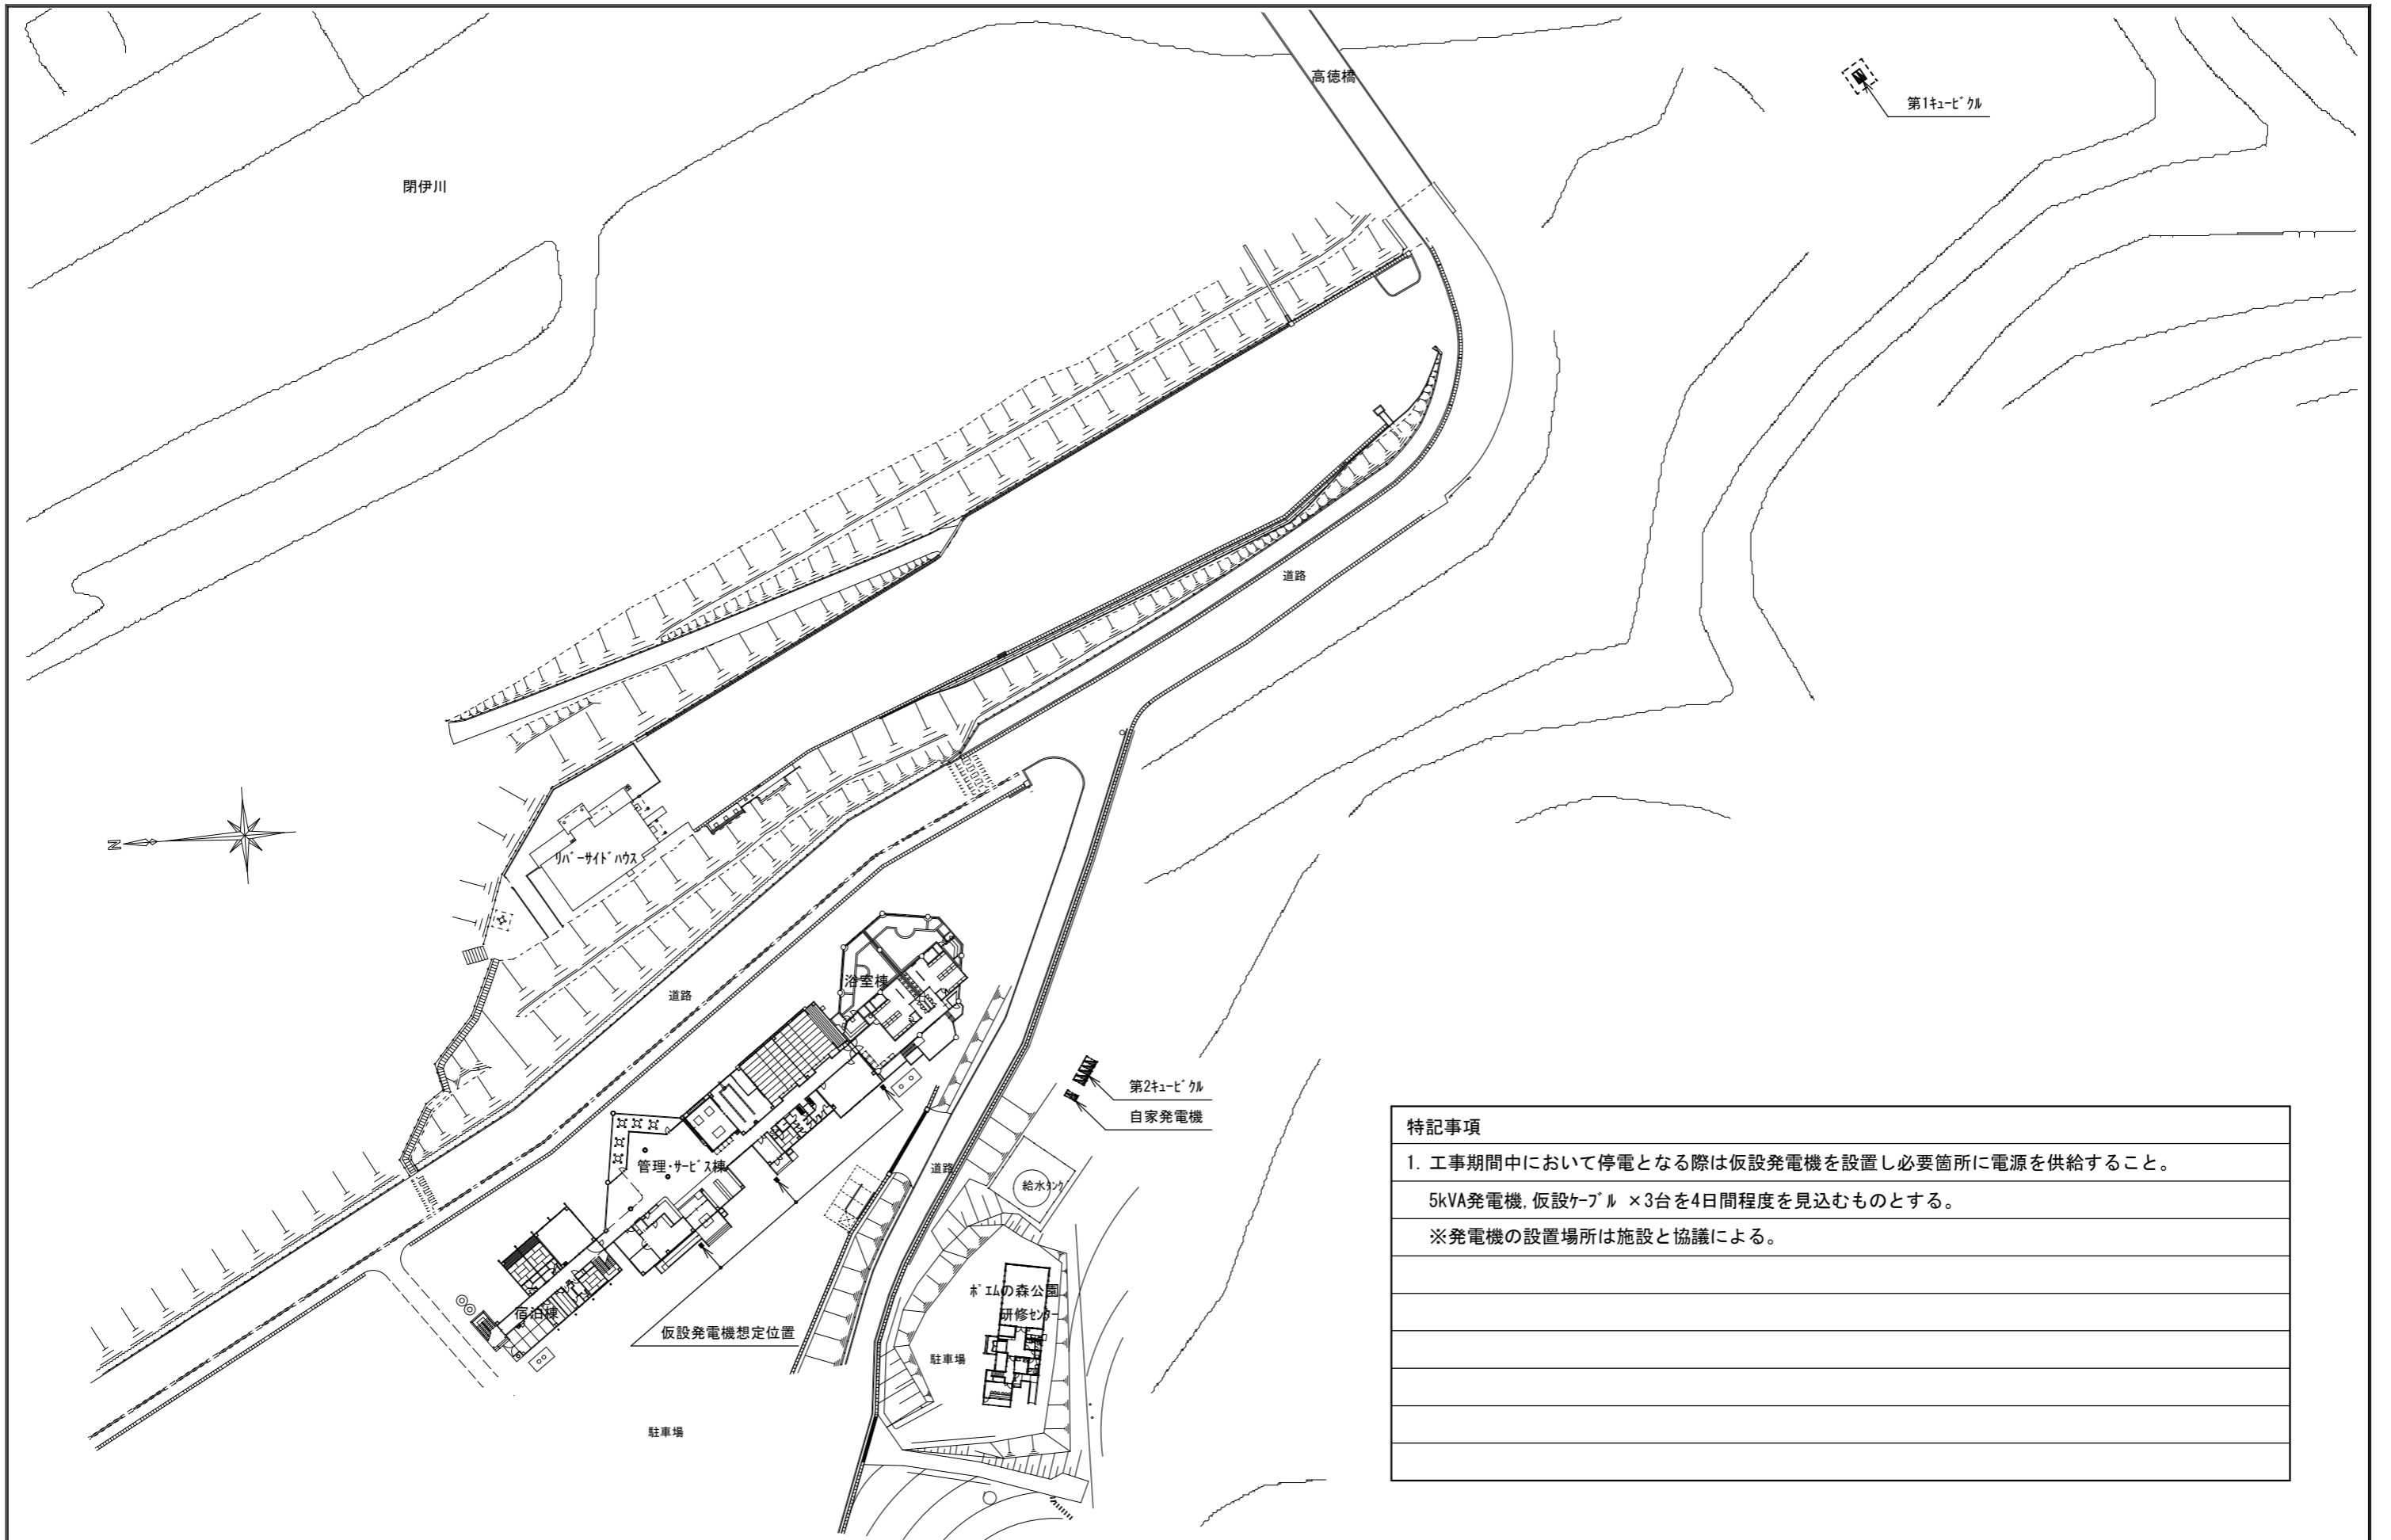 高徳橋
第1ｷｭｰﾋﾞｸﾙ
閉伊川
道路
N
ﾘﾊﾞｰｻｲﾄﾞﾊｳｽ
浴室棟
道路
第2ｷｭｰﾋﾞｸﾙ
自家発電機
管理・ｻｰﾋﾞｽ棟
道路
給水ﾀﾝｸ
宿泊棟
仮設発電機想定位置
ﾎﾟｴﾑの森公園
研修ｾﾝﾀｰ
駐車場
駐車場
特記事項
1. 工事期間中において停電となる際は仮設発電機を設置し必要箇所に電源を供給すること。
5kVA発電機,仮設ｹｰﾌﾞﾙ ×3台を4日間程度を見込むものとする。
※発電機の設置場所は施設と協議による。